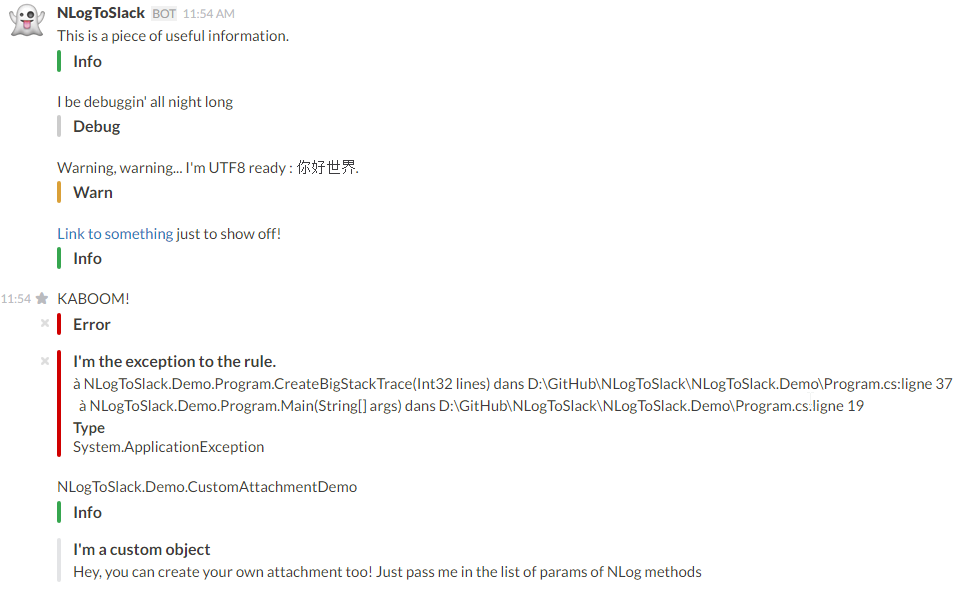 NLogToSlack BOT 11:54 AM
This is a piece of useful information.
Info
I be debuggin' all night long
Debug
Warning, warning... I'm UTF8 ready : 你好世界.
Warn
Link to something just to show off!
Info
11:54 KABOOM!
Error
I'm the exception to the rule.
à NLogToSlack.Demo.Program.CreateBigStackTrace(Int32 lines) dans D:\GitHub\NLogToSlack\NLogToSlack.Demo\Program.cs:ligne 37
à NLogToSlack.Demo.Program.Main(String[] args) dans D:\GitHub\NLogToSlack\NLogToSlack.Demo\Program.cs:ligne 19
Type
System.ApplicationException
NLogToSlack.Demo.CustomAttachmentDemo
Info
I'm a custom object
Hey, you can create your own attachment too! Just pass me in the list of params of NLog methods